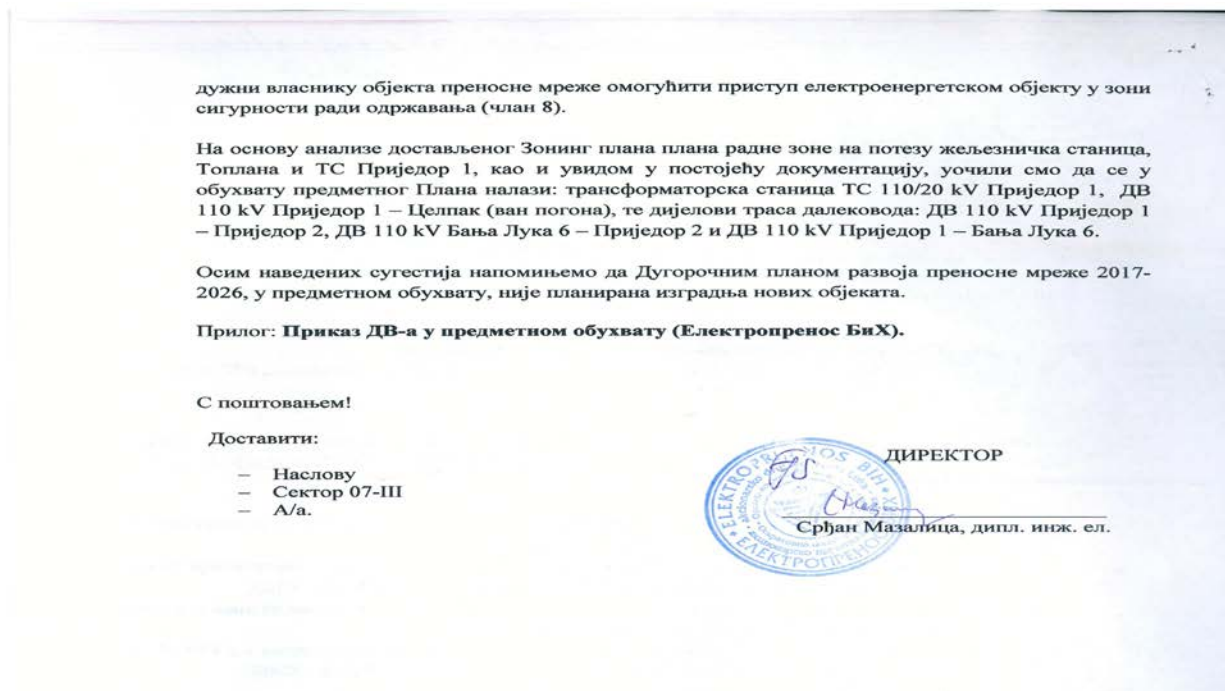 дужни власнику објекта преносне мреже омогућити приступ електроенергетском објекту у зони
сигурности ради одржавања (члан 8).
На основу анализе достављеног Зонинг плана плана радне зоне на потезу жељезничка станица,
Топлана и ТС Приједор 1, као и увидом у постојећу документацију, уочили смо да се у
обухвату предметног Плана налази: трансформаторска станица ТС 110/20 kV Приједор 1, ДВ
110 kV Приједор 1 – Целпак (ван погона), те дијелови траса далековода: ДВ 110 kV Приједор 1
– Приједор 2, ДВ 110 kV Бања Лука 6 – Приједор 2 и ДВ 110 kV Приједор 1 – Бања Лука 6.
Осим наведених сугестија напомињемо да Дугорочним планом развоја преносне мреже 2017-
2026, у предметном обухвату, није планирана изградња нових објеката.
Прилог: Приказ ДВ-а у предметном обухвату (Електропренос БиХ).
С поштовањем!
Доставити:
– Наслову
– Сектор 07-III
– А/а.
ДИРЕКТОР
Срђан Мазалица, дипл. инж. ел.